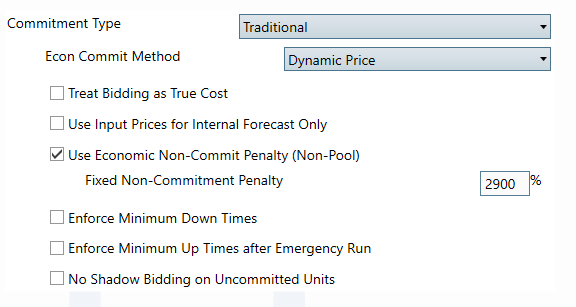 Commitment Type Traditional
Econ Commit Method Dynamic Price
Treat Bidding as True Cost
Use Input Prices for Internal Forecast Only
Use Economic Non-Commit Penalty (Non-Pool)
Fixed Non-Commitment Penalty 2900 %
Enforce Minimum Down Times
Enforce Minimum Up Times after Emergency Run
No Shadow Bidding on Uncommitted Units